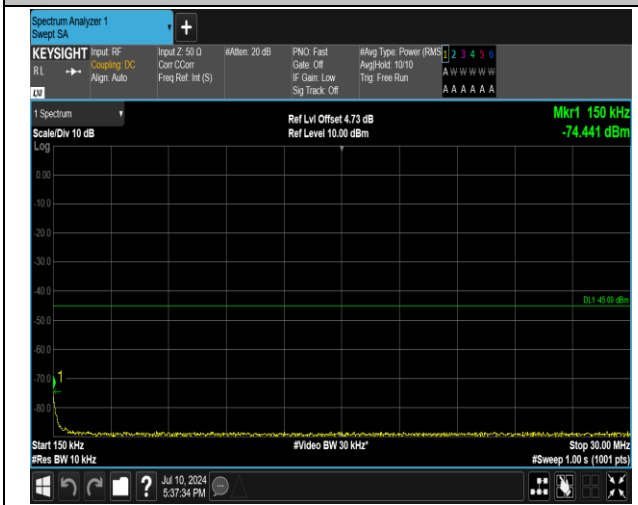 Spectrum Analyzer 1
Swept SA
+
KEYSIGHT Input: RF Input Z: 50 Ω #Atten: 20 dB PNO: Fast #Avg Type: Power (RMS 1 2 3 4 5 6
RL Coupling: DC Corr CCorr Gate: Off Avg|Hold: 10/10 A W W W W W
Align: Auto Freq Ref: Int (S) IF Gain: Low Trig: Free Run
Sig Track: Off A A A A A A
LXI
1 Spectrum Ref Lvl Offset 4.73 dB Mkr1 150 kHz
Scale/Div 10 dB Ref Level 10.00 dBm -74.441 dBm
Log
0.00
-10.0
-20.0
-30.0
-40.0
DL1 -45.00 dBm
-50.0
-60.0
-70.0 1
-80.0
Start 150 kHz #Video BW 30 kHz* Stop 30.00 MHz
#Res BW 10 kHz #Sweep 1.00 s (1001 pts)
? Jul 10, 2024
5:37:34 PM